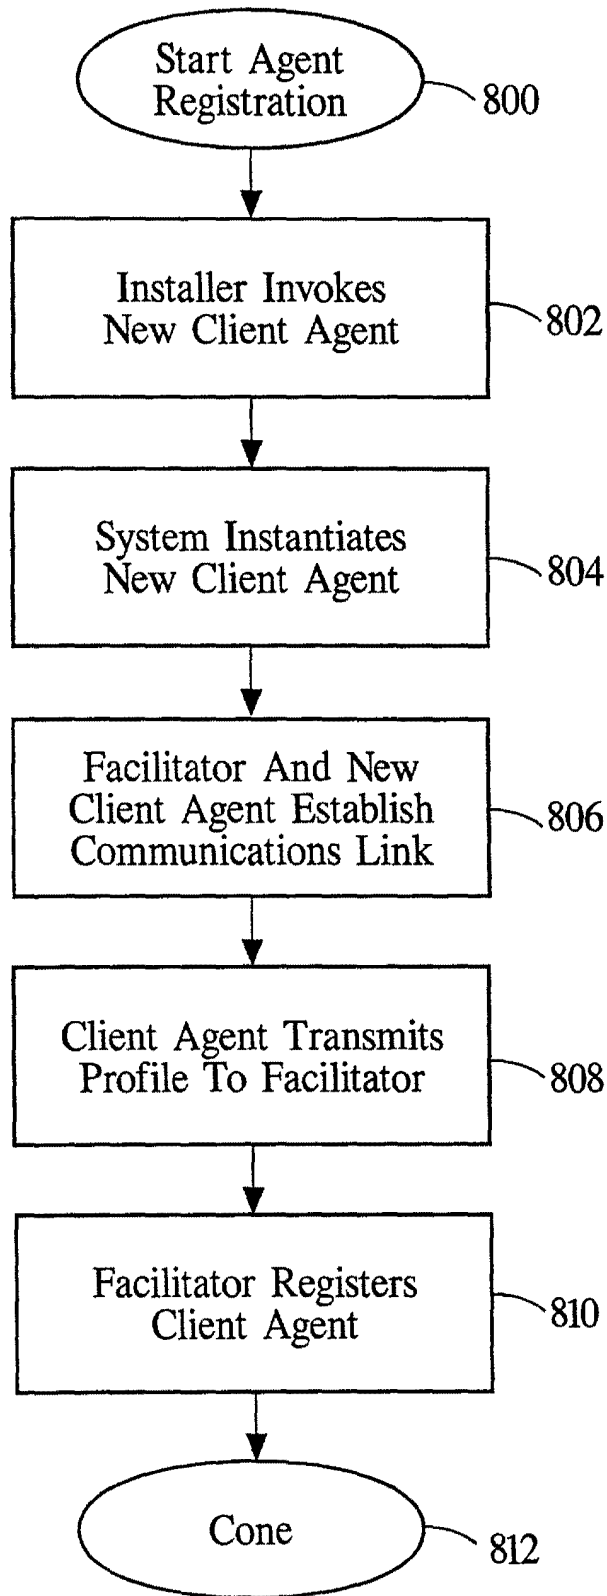 Start Agent
Registration
800
Installer Invokes
New Client Agent
802
System Instantiates
New Client Agent
804
Facilitator And New
Client Agent Establish
Communications Link
806
Client Agent Transmits
Profile To Facilitator
808
Facilitator Registers
Client Agent
810
Cone
812